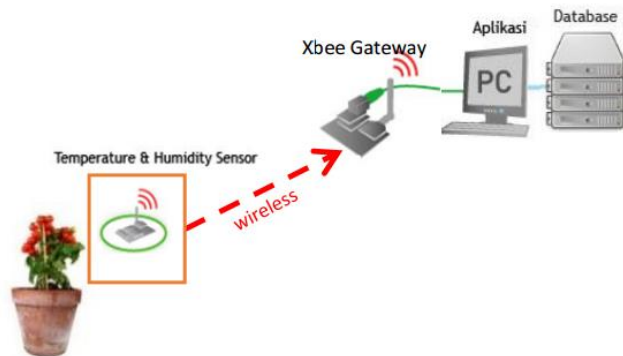 Database
Aplikasi
Xbee Gateway
PC
Temperature & Humidity Sensor
wireless